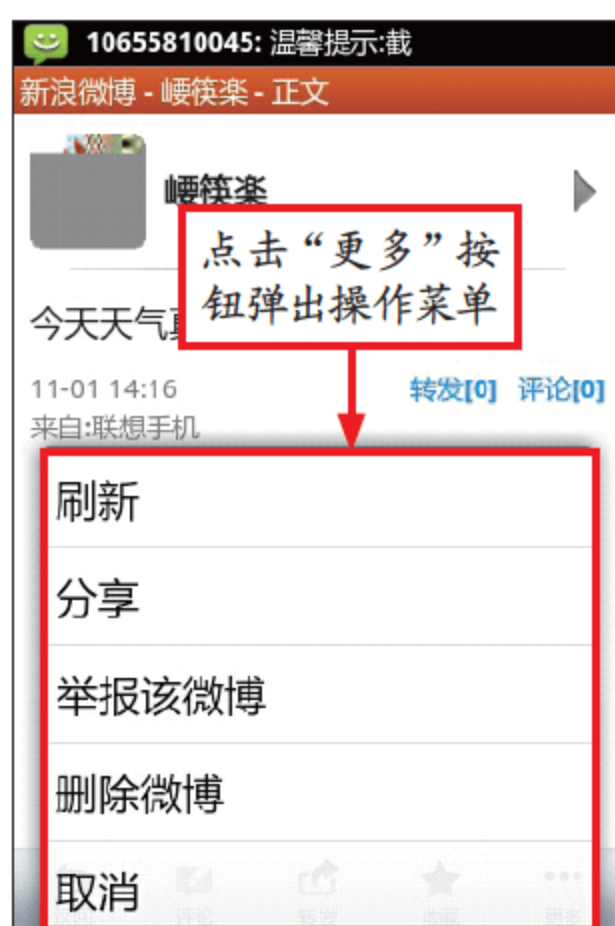 10655810045: 温馨提示:截
新浪微博 - 崾筷楽 - 正文
崾筷楽
点击“更多”按
钮弹出操作菜单
今天天气
11-01 14:16
转发[0] 评论[0]
来自:联想手机
刷新
分享
举报该微博
删除微博
取消
评论
转发
收藏
更多